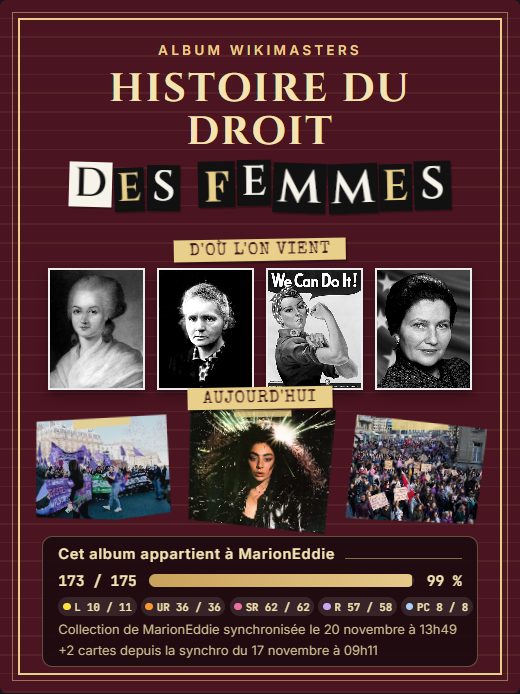 ALBUM WIKIMASTERS
HISTOIRE DU
DROIT
DES FEMMES
D'OÙ L'ON VIENT
We Can Do It!
AUJOURD'HUI
Cet album appartient à MarionEddie
173 / 175 99 %
L 10 / 11 UR 36 / 36 SR 62 / 62 R 57 / 58 PC 8 / 8
Collection de MarionEddie synchronisée le 20 novembre à 13h49
+2 cartes depuis la synchro du 17 novembre à 09h11